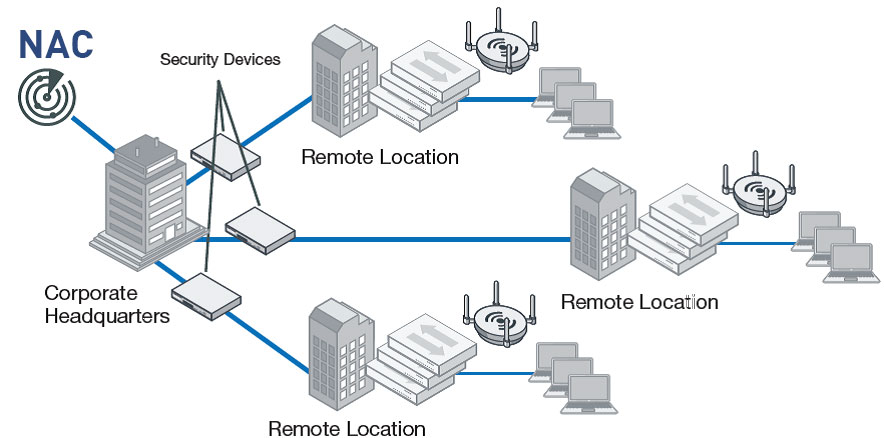 NAC
Security Devices
Remote Location
Corporate
Headquarters
Remote Location
Remote Location